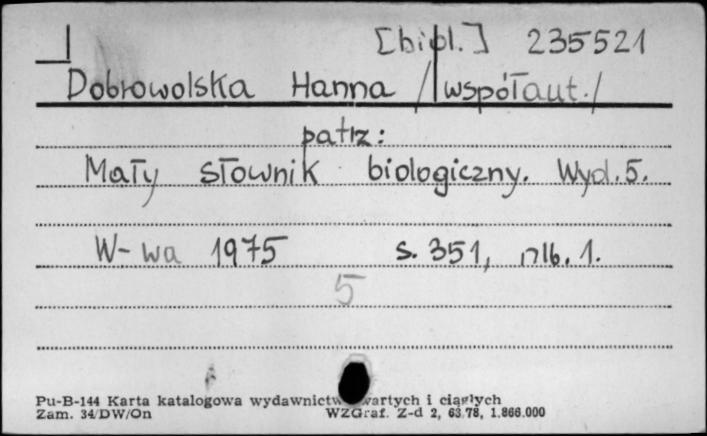 [bibl.] 235521
Dobrowolska Hanna /współaut./
patrz:
Mały słownik biologiczny. Wyd. 5.
W-wa 1975 s. 351, nlb. 1.
5
Pu-B-144 Karta katalogowa wydawnictw zwartych i ciągłych
Zam. 34/DW/On WZGraf. Z-d 2, 63.78, 1.866.000